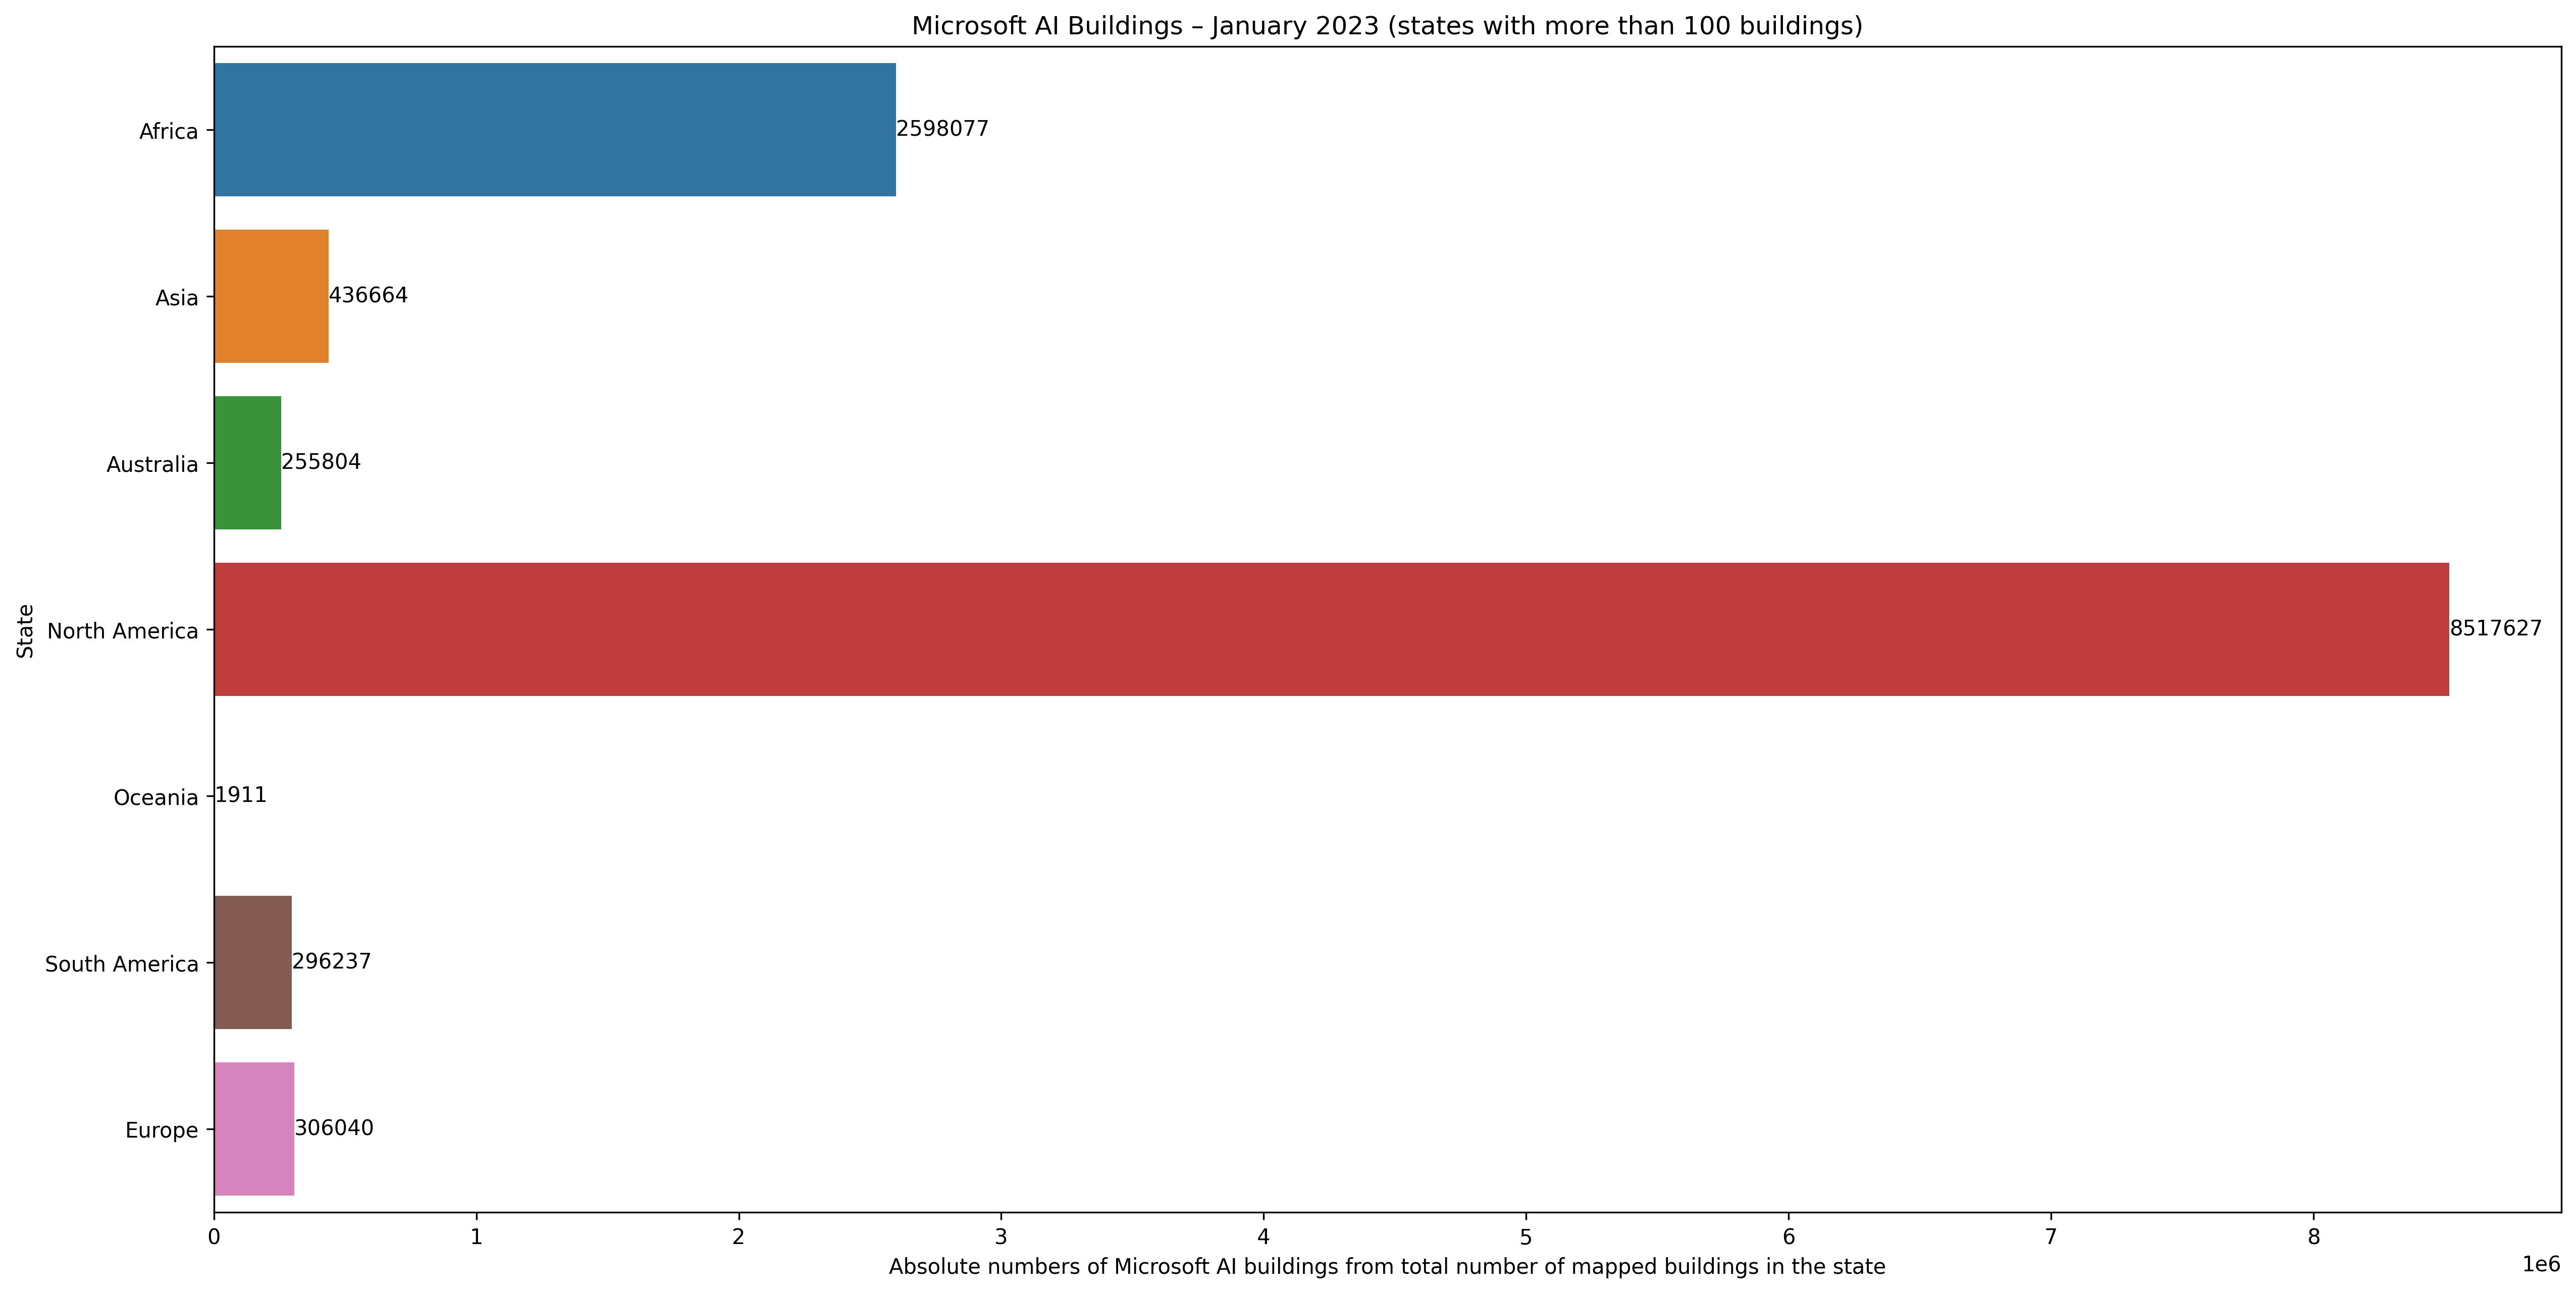 Microsoft AI Buildings – January 2023 (states with more than 100 buildings)
Africa
2598077
Asia
436664
Australia
255804
State
North America
8517627
Oceania
1911
South America
296237
Europe
306040
0 1 2 3 4 5 6 7 8
1e6
Absolute numbers of Microsoft AI buildings from total number of mapped buildings in the state